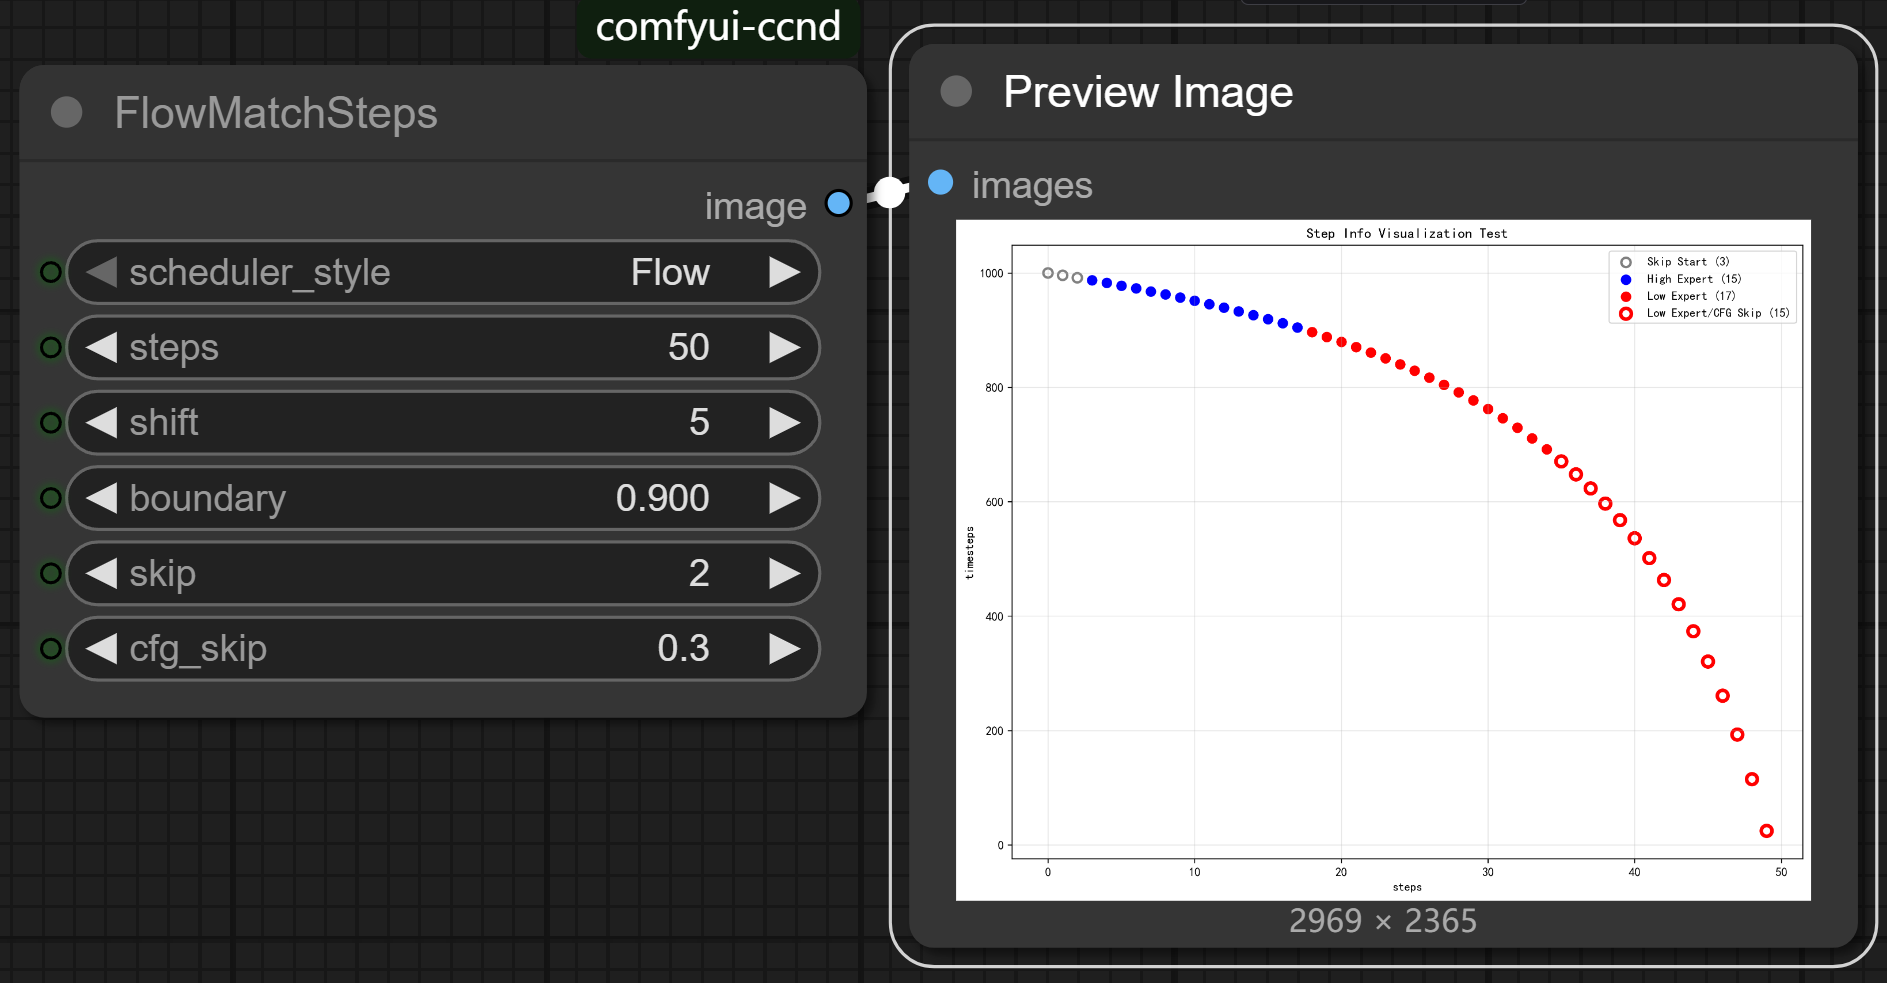 comfyui-ccnd
FlowMatchSteps
image
scheduler_style Flow
steps 50
shift 5
boundary 0.900
skip 2
cfg_skip 0.3
Preview Image
images
Step Info Visualization Test
Skip Start (3)
High Expert (15)
Low Expert (17)
Low Expert/CFG Skip (15)
1000
800
600
400
200
0
timesteps
0 10 20 30 40 50
steps
2969 × 2365